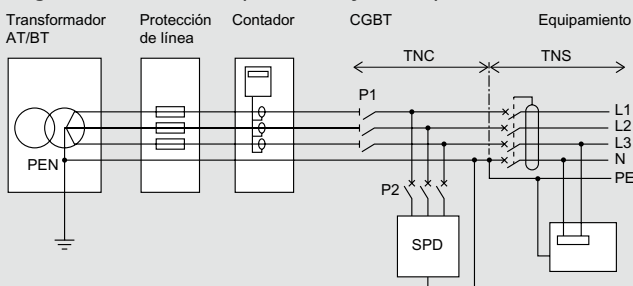 Transformador
AT/BT
Protección
de línea
Contador
CGBT
Equipamiento
TNC
TNS
P1
L1
L2
L3
N
PE
PEN
P2
SPD